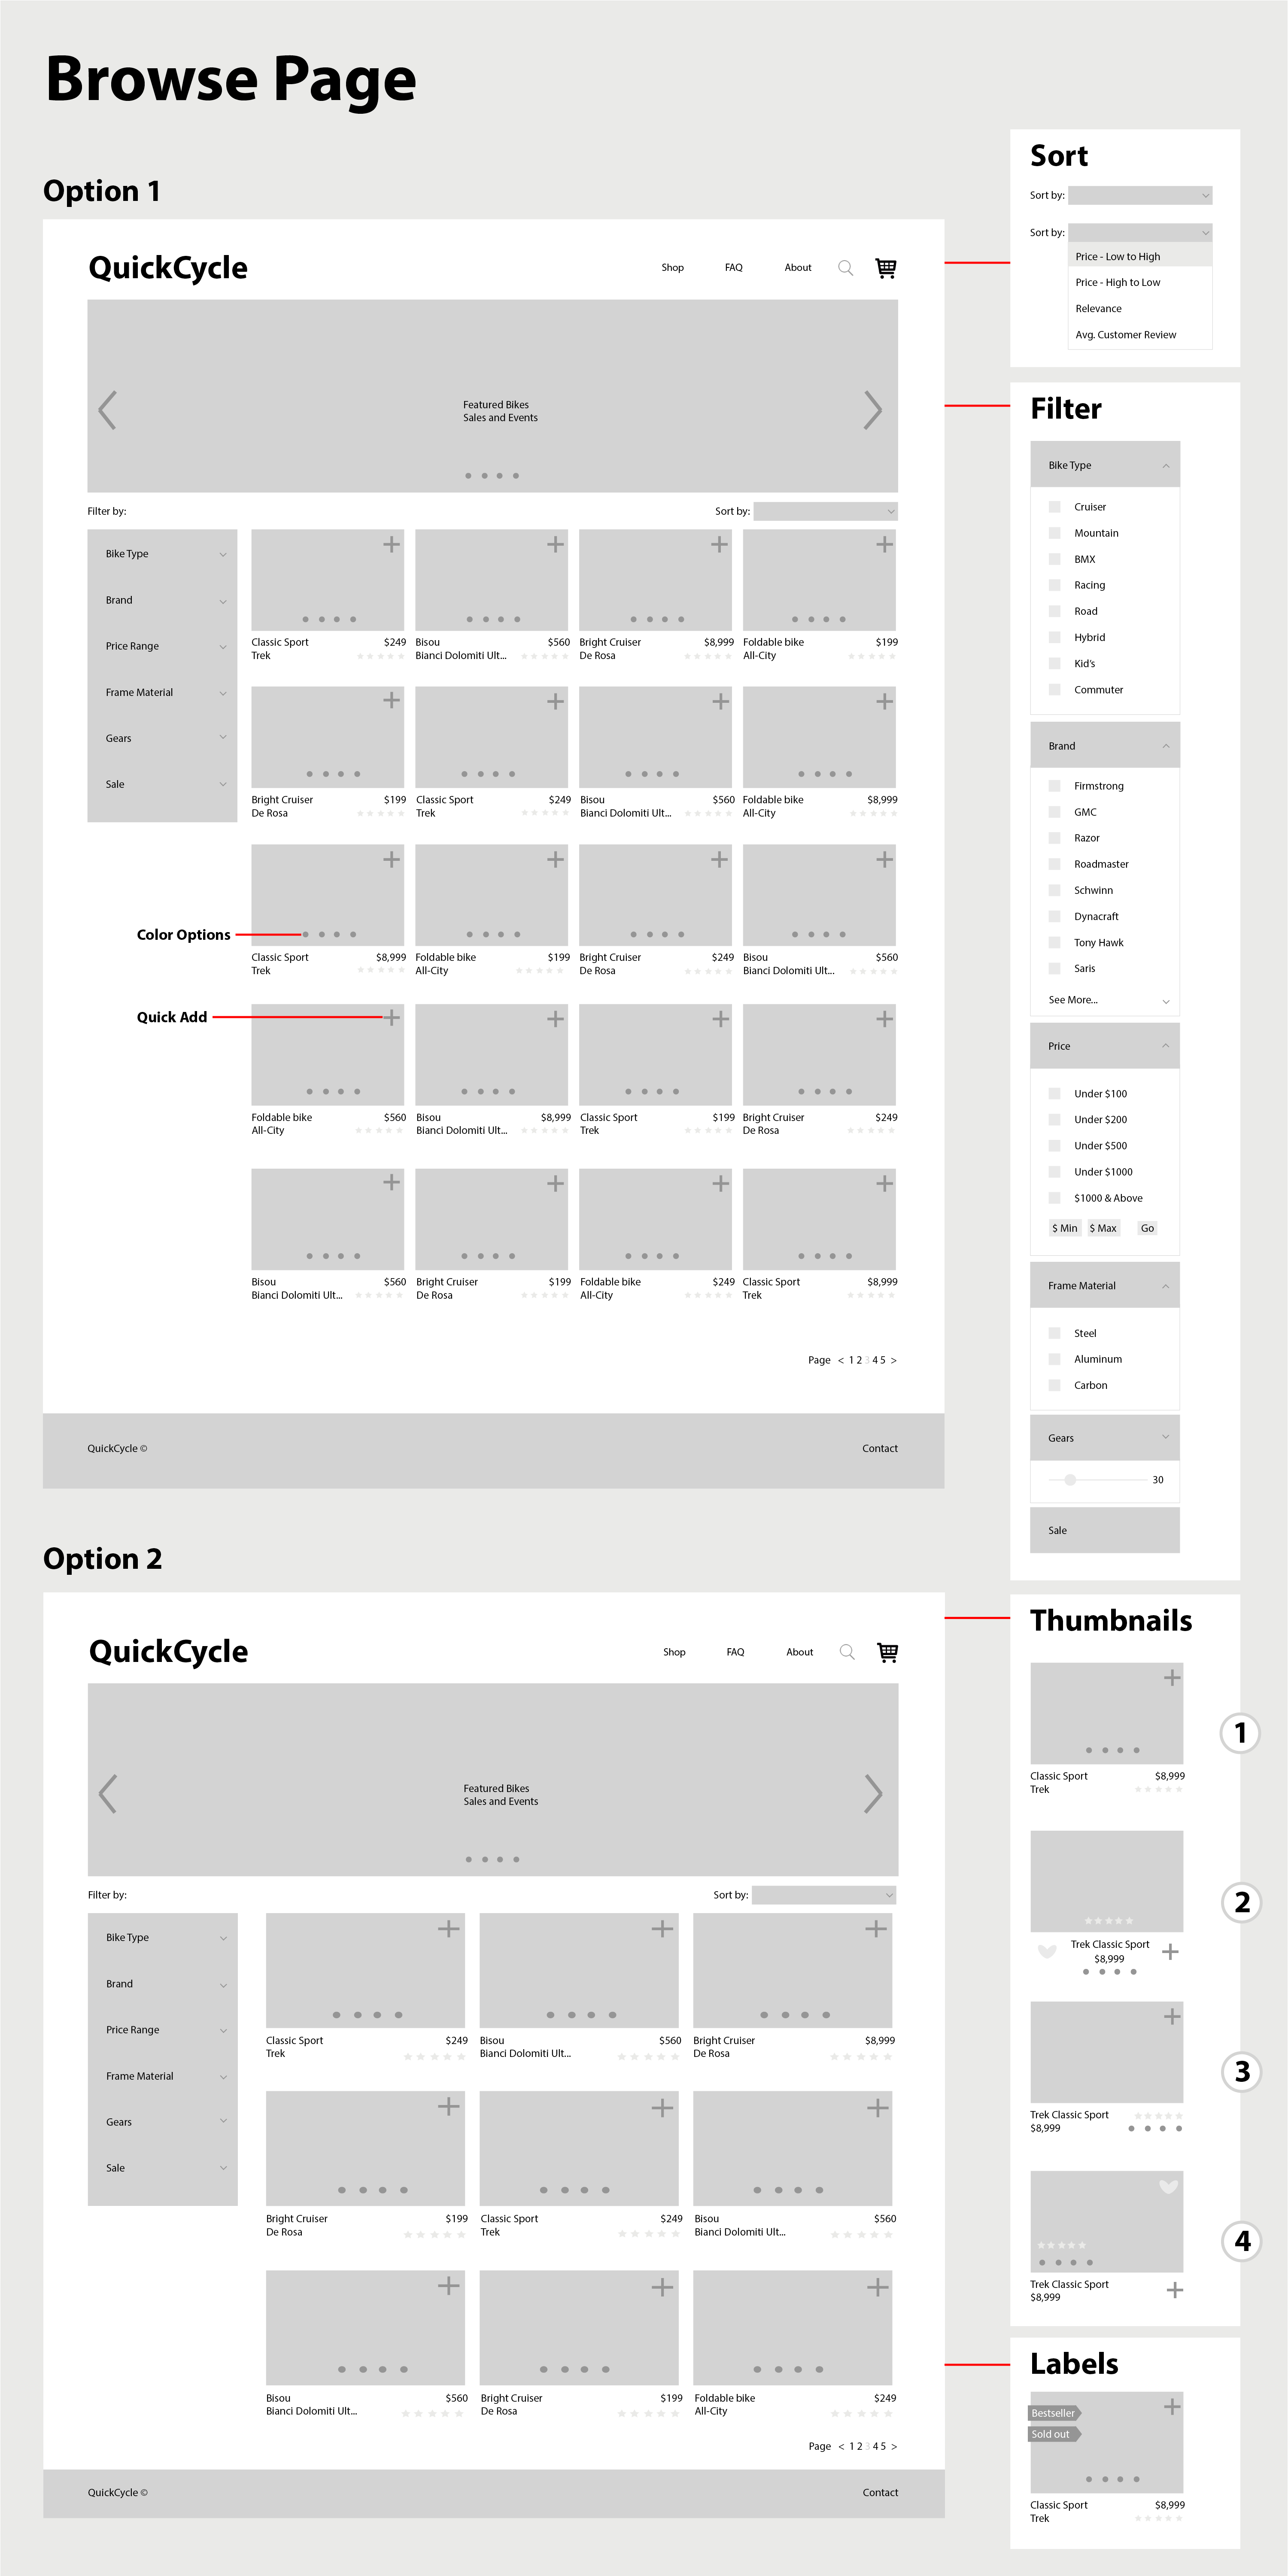 Browse Page
Option 1
QuickCycle
Shop FAQ About
Featured Bikes
Sales and Events
Filter by:
Sort by:
Bike Type
Brand
Price Range
Frame Material
Gears
Sale
Classic Sport $249
Trek
Bisou $560
Bianci Dolomiti Ult...
Bright Cruiser $8,999
De Rosa
Foldable bike $199
All-City
Bright Cruiser $199
De Rosa
Classic Sport $249
Trek
Bisou $560
Bianci Dolomiti Ult...
Foldable bike $8,999
All-City
Color Options
Classic Sport $8,999
Trek
Foldable bike $199
All-City
Bright Cruiser $249
De Rosa
Bisou $560
Bianci Dolomiti Ult...
Quick Add
Foldable bike $560
All-City
Bisou $8,999
Bianci Dolomiti Ult...
Classic Sport $199
Trek
Bright Cruiser $249
De Rosa
Bisou $560
Bianci Dolomiti Ult...
Bright Cruiser $199
De Rosa
Foldable bike $249
All-City
Classic Sport $8,999
Trek
Page < 1 2 3 4 5 >
QuickCycle ©
Contact
Option 2
QuickCycle
Shop FAQ About
Featured Bikes
Sales and Events
Filter by:
Sort by:
Bike Type
Brand
Price Range
Frame Material
Gears
Sale
Classic Sport $249
Trek
Bisou $560
Bianci Dolomiti Ult...
Bright Cruiser $8,999
De Rosa
Bright Cruiser $199
De Rosa
Classic Sport $249
Trek
Bisou $560
Bianci Dolomiti Ult...
Bisou $560
Bianci Dolomiti Ult...
Bright Cruiser $199
De Rosa
Foldable bike $249
All-City
Page < 1 2 3 4 5 >
QuickCycle ©
Contact
Sort
Sort by:
Sort by:
Price - Low to High
Price - High to Low
Relevance
Avg. Customer Review
Filter
Bike Type
Cruiser
Mountain
BMX
Racing
Road
Hybrid
Kid's
Commuter
Brand
Firmstrong
GMC
Razor
Roadmaster
Schwinn
Dynacraft
Tony Hawk
Saris
See More...
Price
Under $100
Under $200
Under $500
Under $1000
$1000 & Above
$ Min $ Max Go
Frame Material
Steel
Aluminum
Carbon
Gears
30
Sale
Thumbnails
1
Classic Sport $8,999
Trek
2
Trek Classic Sport
$8,999
3
Trek Classic Sport
$8,999
4
Trek Classic Sport
$8,999
Labels
Bestseller
Sold out
Classic Sport $8,999
Trek